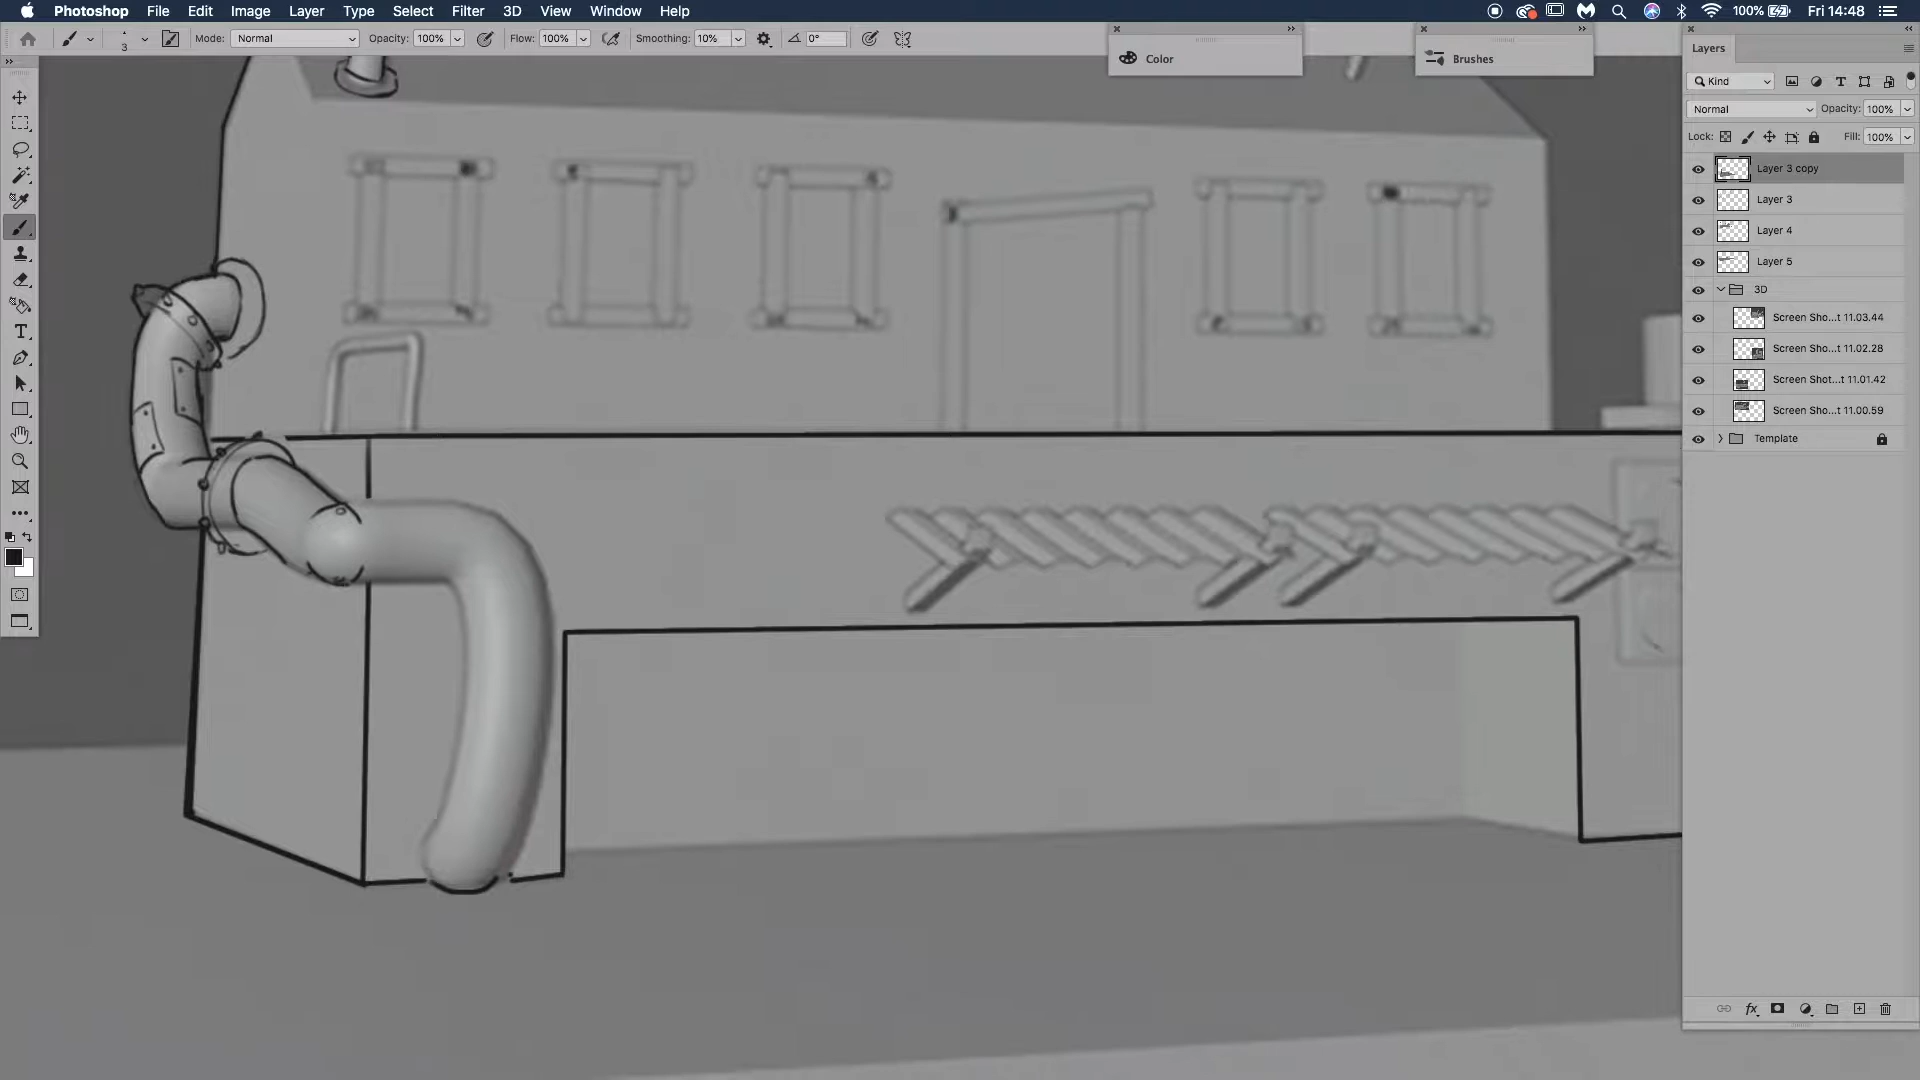 Photoshop File Edit Image Layer Type Select Filter 3D View Window Help 100% Fri 14:48
3 Mode: Normal Opacity: 100% Flow: 100% Smoothing: 10% 0°
Color
Brushes
Layers
Kind
Normal Opacity: 100%
Lock: Fill: 100%
Layer 3 copy
Layer 3
Layer 4
Layer 5
3D
Screen Sho...t 11.03.44
Screen Sho...t 11.02.28
Screen Shot...t 11.01.42
Screen Sho...t 11.00.59
Template